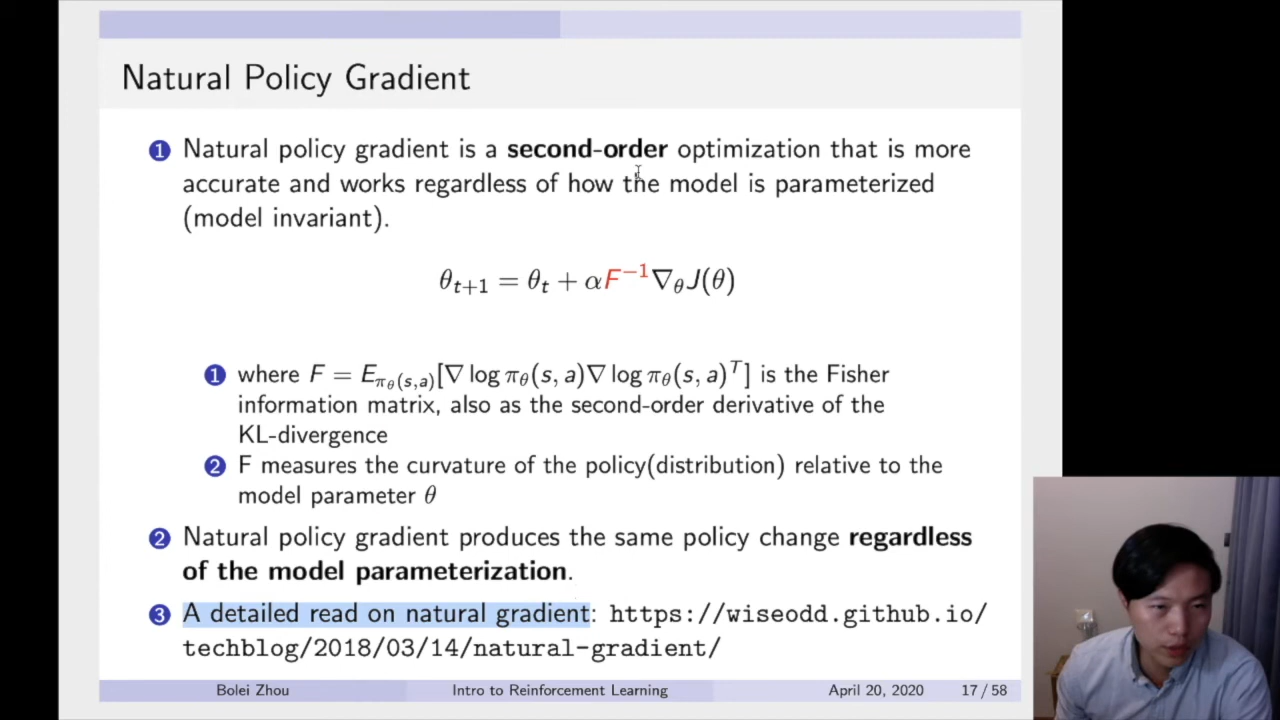 Natural Policy Gradient
1 Natural policy gradient is a second-order optimization that is more
accurate and works regardless of how the model is parameterized
(model invariant).
θ_{t+1} = θ_t + αF^{−1}∇_θJ(θ)
1 where F = E_{π_θ(s,a)}[∇ log π_θ(s, a)∇ log π_θ(s, a)^T] is the Fisher
information matrix, also as the second-order derivative of the
KL-divergence
2 F measures the curvature of the policy(distribution) relative to the
model parameter θ
2 Natural policy gradient produces the same policy change regardless
of the model parameterization.
3 A detailed read on natural gradient: https://wiseodd.github.io/
techblog/2018/03/14/natural-gradient/
Bolei Zhou Intro to Reinforcement Learning April 20, 2020 17 / 58